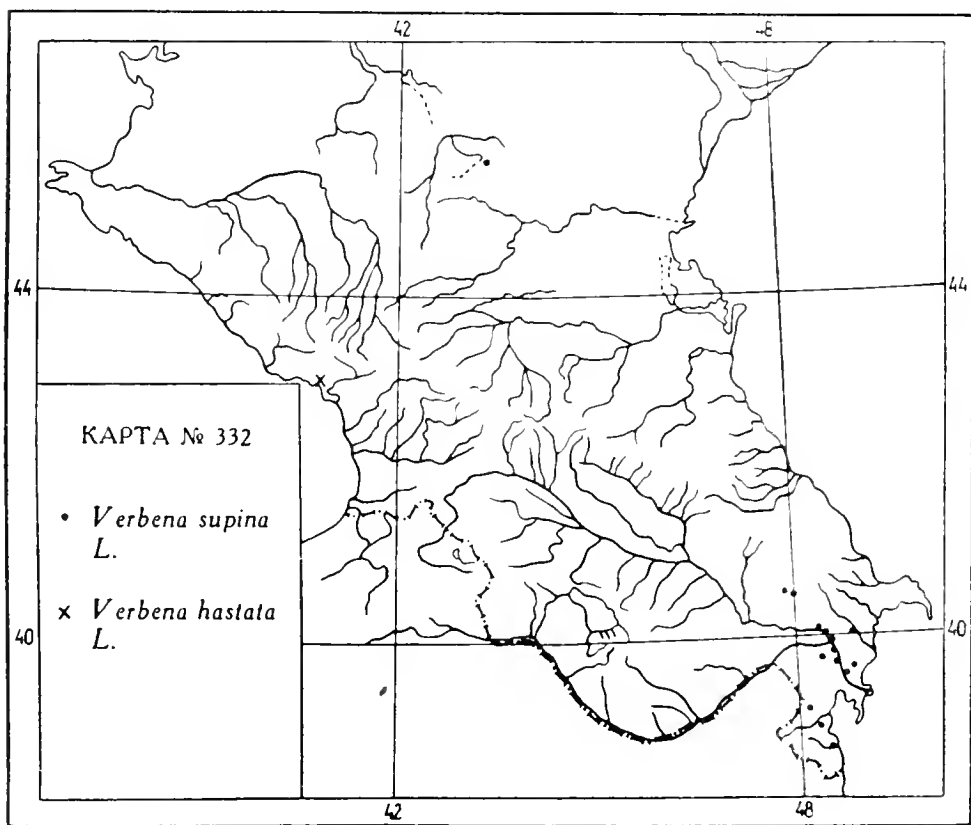 42 48
44 44
КАРТА № 332
• Verbena supina
L.
× Verbena hastata
L.
40 40
42 48